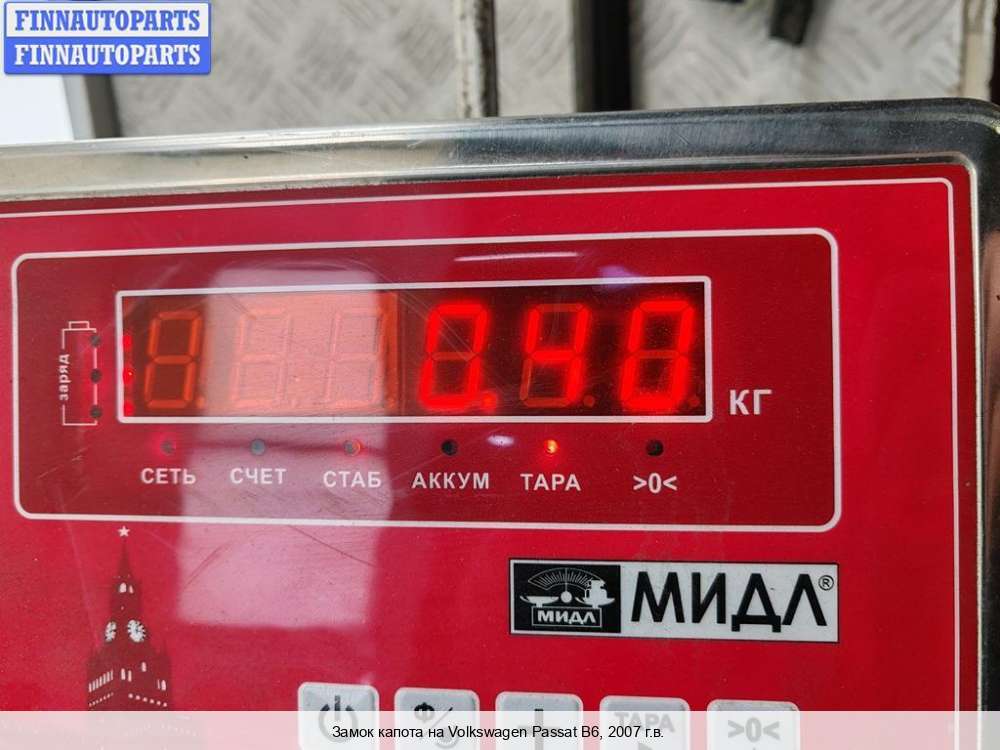 FINNAUTOPARTS
FINNAUTOPARTS
заряд
0.40
КГ
СЕТЬ СЧЕТ СТАБ АККУМ ТАРА >0<
МИДЛ
МИДЛ®
ТАРА >0<
Замок капота на Volkswagen Passat B6, 2007 г.в.